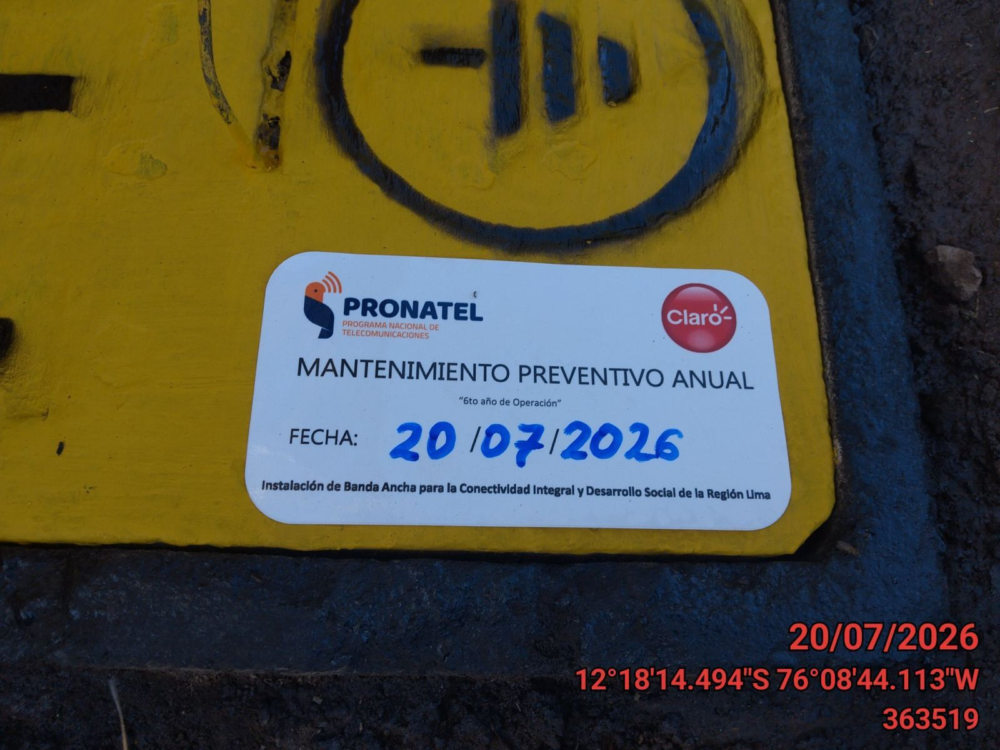 PRONATEL
PROGRAMA NACIONAL DE
TELECOMUNICACIONES
Claro
MANTENIMIENTO PREVENTIVO ANUAL
“6to año de Operación”
FECHA: 20/07/2026
Instalación de Banda Ancha para la Conectividad Integral y Desarrollo Social de la Región Lima
20/07/2026
12°18'14.494"S 76°08'44.113"W
363519